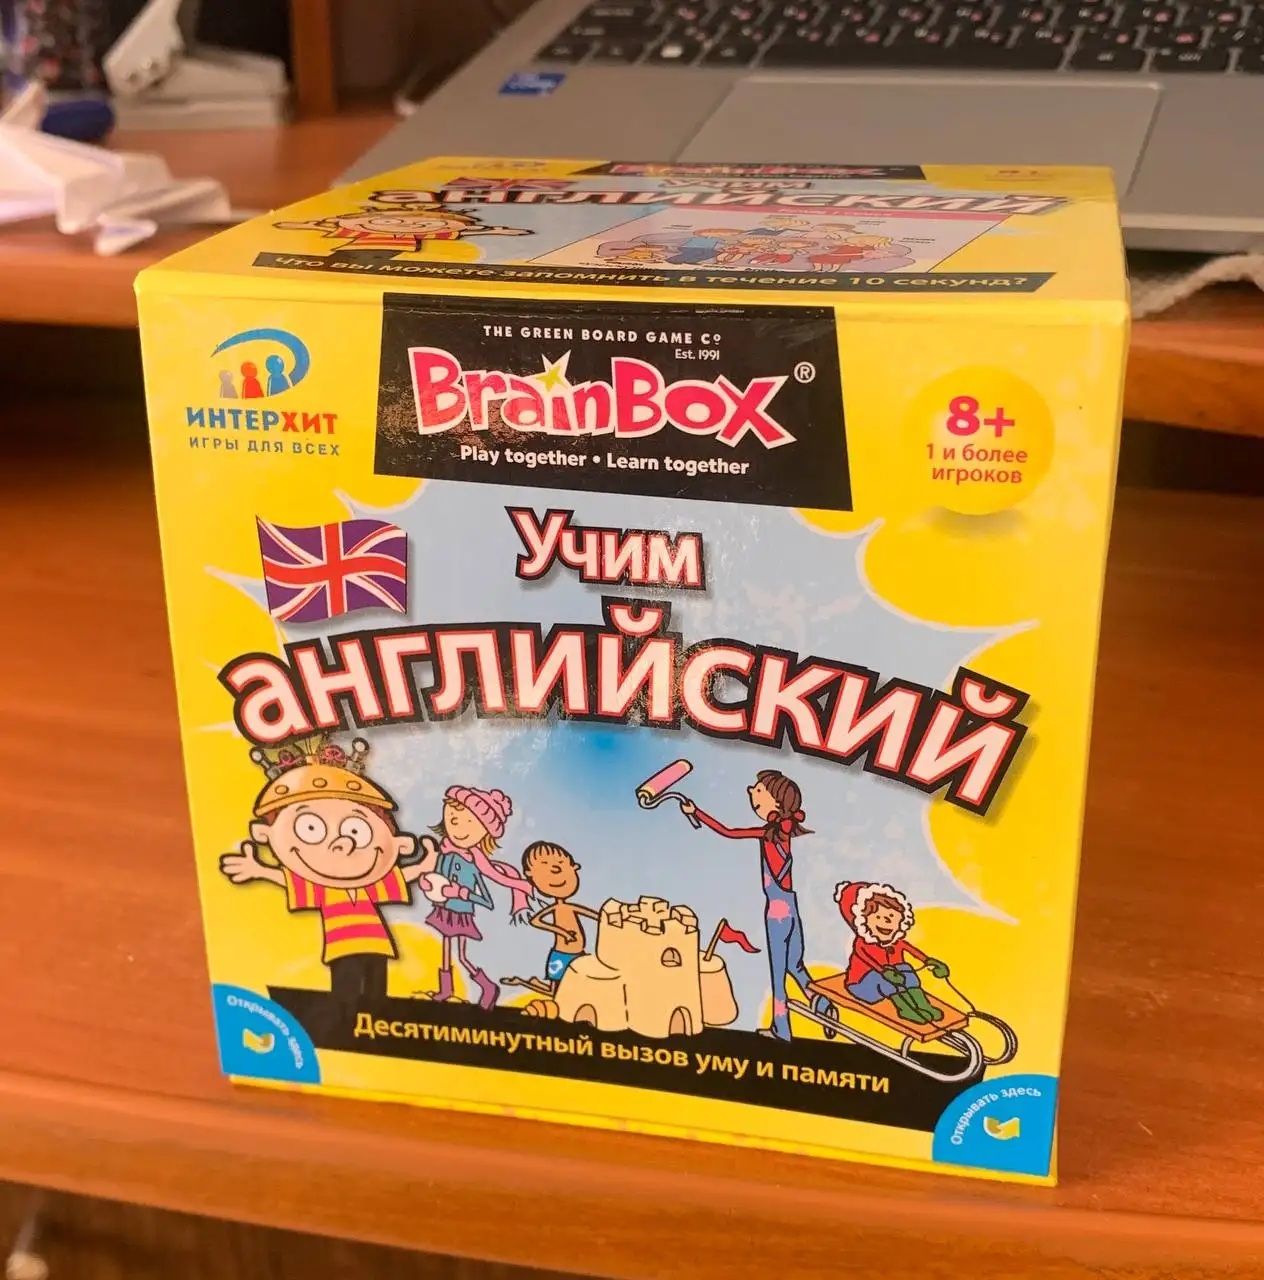 BrainBox
Учим
английский
Что вы можете запомнить в течение 10 секунд?
THE GREEN BOARD GAME Cº
Est. 1991
BrainBox®
Play together • Learn together
ИНТЕРХИТ
ИГРЫ ДЛЯ ВСЕХ
8+
1 и более
игроков
Учим
английский
Десятиминутный вызов уму и памяти
Открывать здесь
Открывать здесь